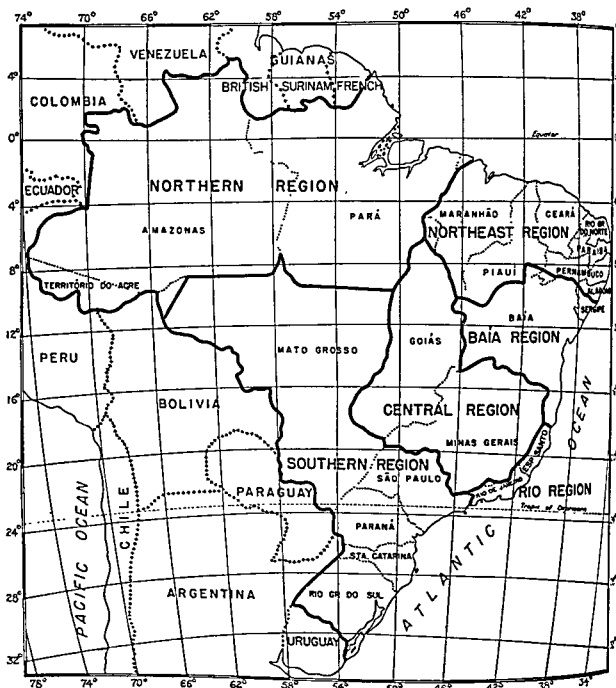 74° 70° 66° 62° 58° 54° 50° 46° 42° 38°
VENEZUELA
GUIANAS
4°
BRITISH SURINAM FRENCH
COLOMBIA
0°
Equator
ECUADOR
NORTHERN REGION
4°
MARANHÃO
CEARÁ
RIO GR.
DO NORTE
AMAZONAS
PARÁ
NORTHEAST REGION
PARAIBA
8°
PIAUÍ
PERNAMBUCO
TERRITÓRIO DO ACRE
ALAGOAS
SERGIPE
12°
BAÍA
GOIÁS
BAÍA REGION
PERU
MATO GROSSO
16°
BOLIVIA
CENTRAL REGION
OCEAN
MINAS GERAIS
20°
ESP. SANTO
SOUTHERN REGION
SÃO PAULO
RIO DE JANEIRO
RIO REGION
PARAGUAY
Tropic of Capricorn
24°
PACIFIC OCEAN
CHILE
PARANÁ
ATLANTIC
STA. CATARINA
28°
ARGENTINA
RIO GR. DO SUL
URUGUAY
32°
78° 74° 70° 66° 62° 58° 54° 50° 46° 42° 38° 34°